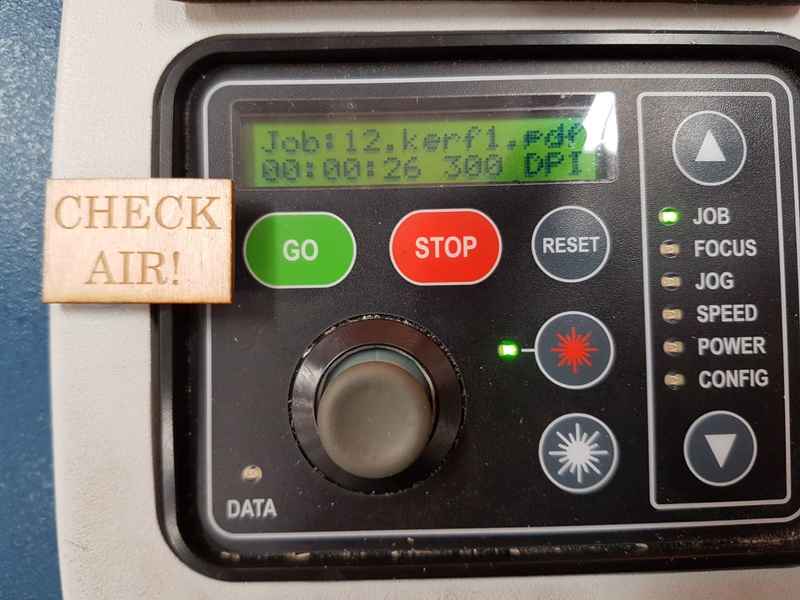 Job:12.kerf1.pdf
00:00:26 300 DPI
CHECK
AIR!
GO
STOP
RESET
JOB
FOCUS
JOG
SPEED
POWER
CONFIG
DATA